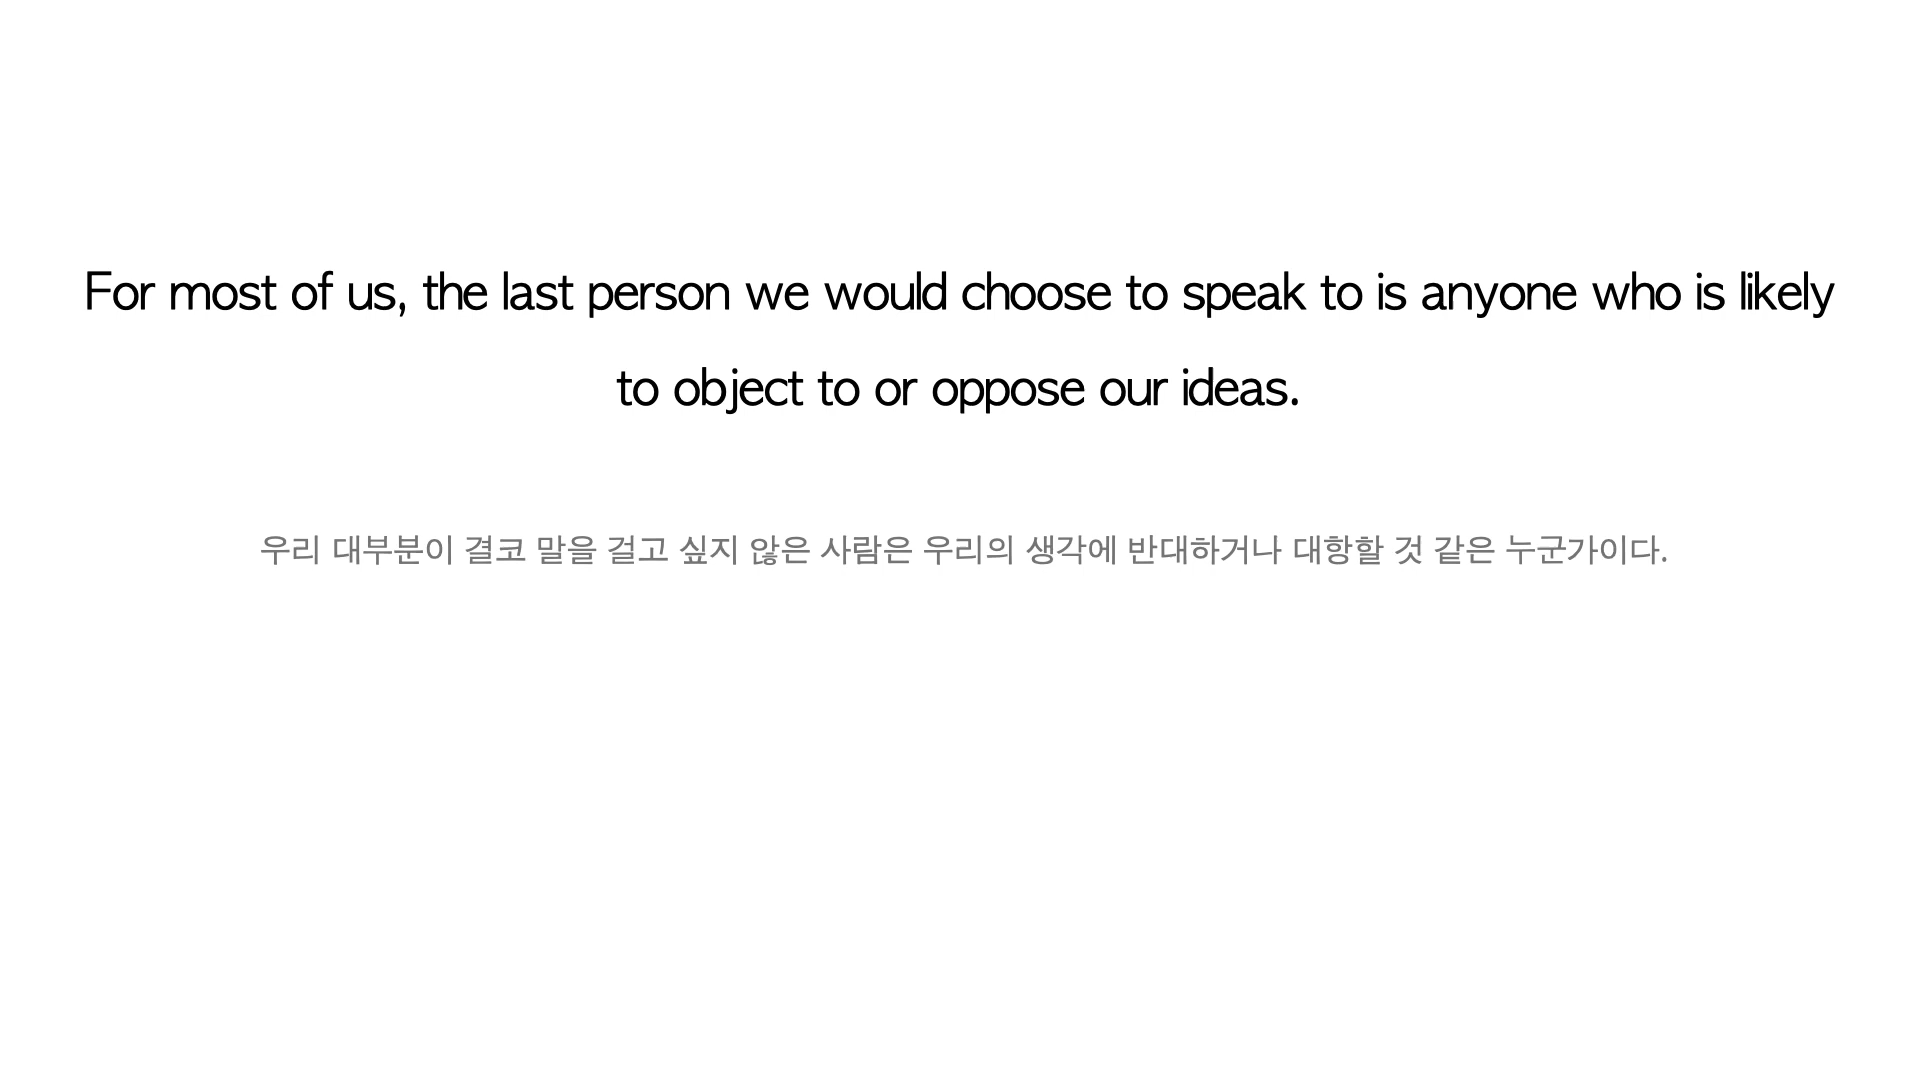 For most of us, the last person we would choose to speak to is anyone who is likely
to object to or oppose our ideas.
우리 대부분이 결코 말을 걸고 싶지 않은 사람은 우리의 생각에 반대하거나 대항할 것 같은 누군가이다.